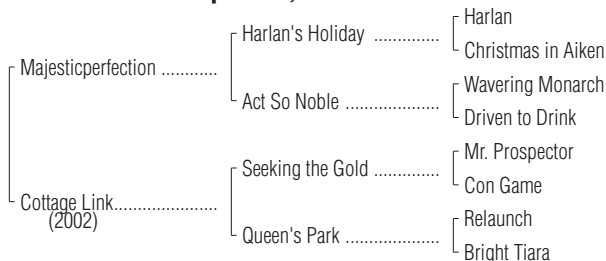 Harlan
Harlan's Holiday ..............
Christmas in Aiken
Majesticperfection ............
Wavering Monarch
Act So Noble ....................
Driven to Drink
Mr. Prospector
Seeking the Gold ...............
Con Game
Cottage Link......................
(2002)
Relaunch
Queen's Park ....................
Bright Tiara